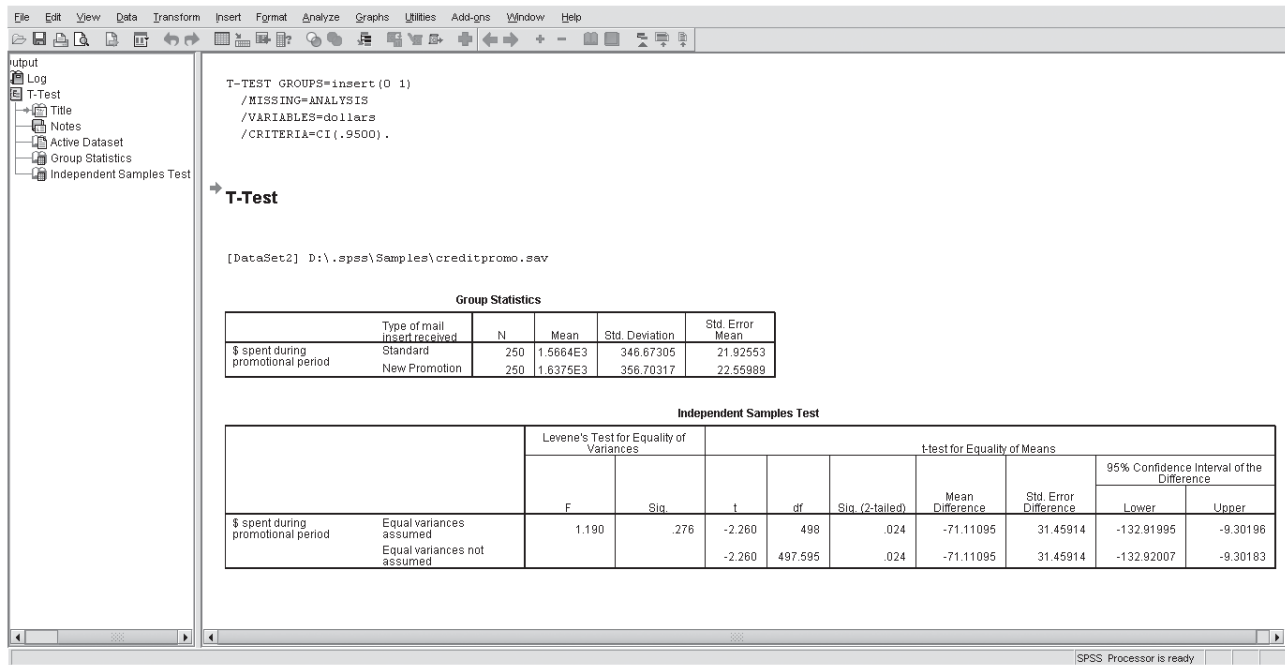 File Edit View Data Transform Insert Format Analyze Graphs Utilities Add-ons Window Help
utput
Log
T-Test
Title
Notes
Active Dataset
Group Statistics
Independent Samples Test
T-TEST GROUPS=insert(0 1)
/MISSING=ANALYSIS
/VARIABLES=dollars
/CRITERIA=CI(.9500).
T-Test
[DataSet2] D:\.spss\Samples\creditpromo.sav
Group Statistics
Type of mail insert received N Mean Std. Deviation Std. Error Mean
$ spent during promotional period Standard 250 1.5664E3 346.67305 21.92553
New Promotion 250 1.6375E3 356.70317 22.55989
Independent Samples Test
Levene's Test for Equality of Variances t-test for Equality of Means
95% Confidence Interval of the Difference
F Sig. t df Sig. (2-tailed) Mean Difference Std. Error Difference Lower Upper
$ spent during promotional period Equal variances assumed 1.190 .276 -2.260 498 .024 -71.11095 31.45914 -132.91995 -9.30196
Equal variances not assumed -2.260 497.595 .024 -71.11095 31.45914 -132.92007 -9.30183
SPSS Processor is ready